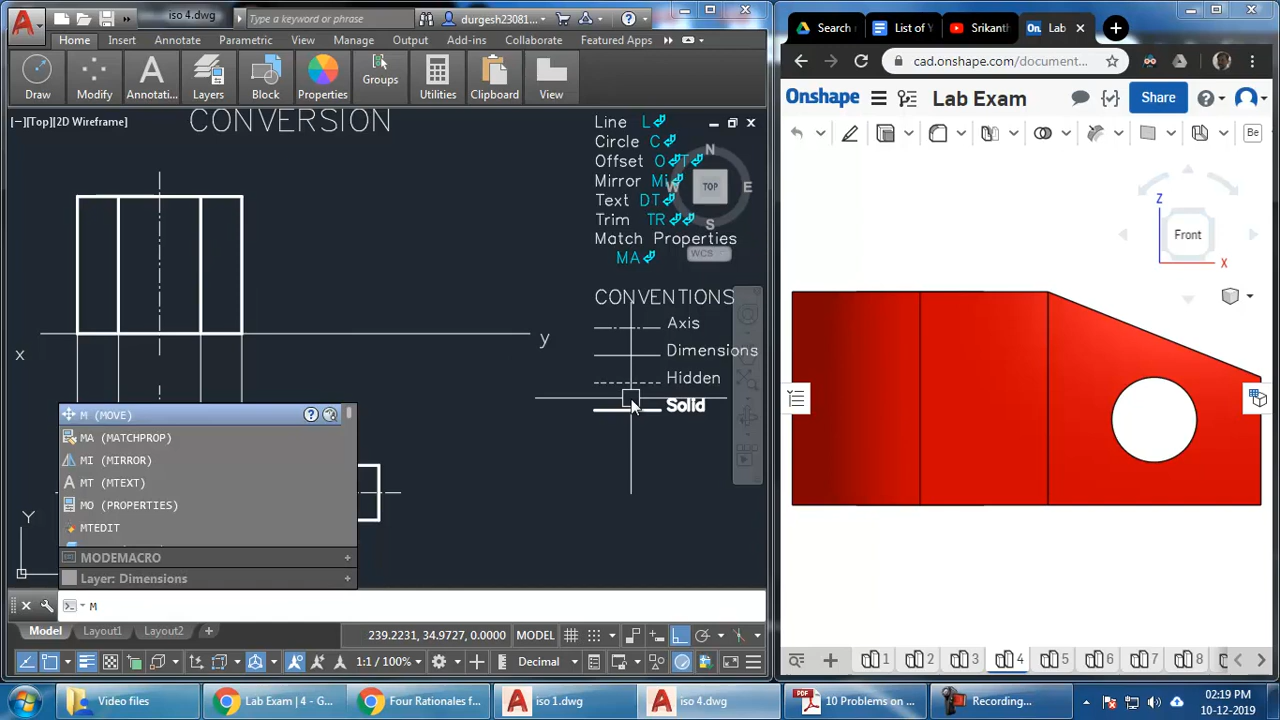 iso 4.dwg
Type a keyword or phrase
durgesh23081...
Home Insert Annotate Parametric View Manage Output Add-ins Collaborate Featured Apps
Draw Modify Annotati... Layers Block Properties Groups Utilities Clipboard View
[−][Top][2D Wireframe]
CONVERSION
Line L
Circle C
Offset O T
Mirror Mi
Text DT
Trim TR
Match Properties
MA
N
W TOP E
S
WCS
CONVENTIONS
Axis
Dimensions
Hidden
Solid
x
y
Y
M (MOVE)
MA (MATCHPROP)
MI (MIRROR)
MT (MTEXT)
MO (PROPERTIES)
MTEDIT
MODEMACRO
Layer: Dimensions
M
Model Layout1 Layout2 +
239.2231, 34.9727, 0.0000 MODEL
1:1 / 100% Decimal
Search List of Y Srikanth Lab
cad.onshape.com/document...
Onshape Lab Exam Share
Be
Z
Front
X
1 2 3 4 5 6 7 8
Video files
Lab Exam | 4 - G...
Four Rationales f...
iso 1.dwg
iso 4.dwg
10 Problems on ...
Recording...
02:19 PM
10-12-2019